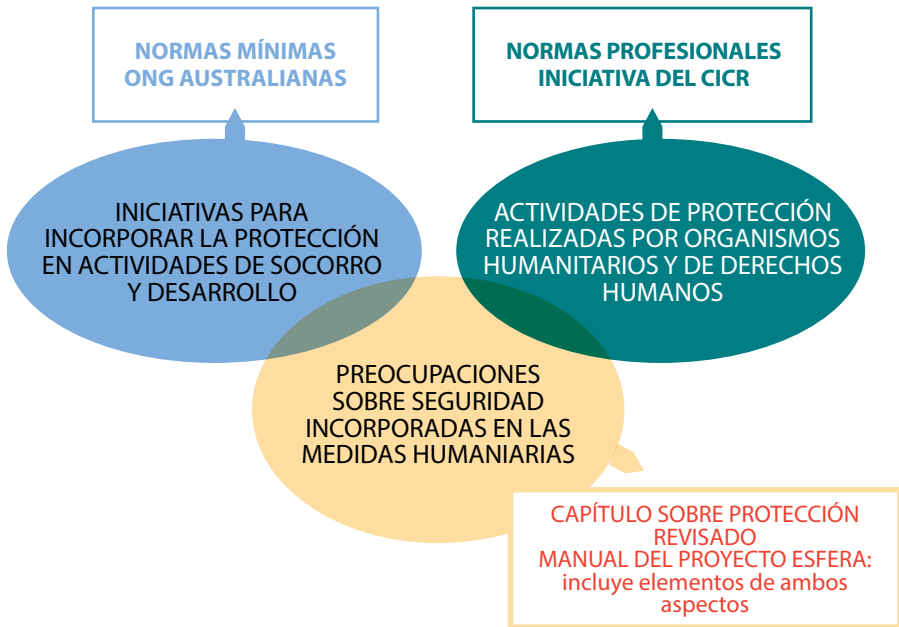 NORMAS MÍNIMAS
ONG AUSTRALIANAS
NORMAS PROFESIONALES
INICIATIVA DEL CICR
INICIATIVAS PARA
INCORPORAR LA PROTECCIÓN
EN ACTIVIDADES DE SOCORRO
Y DESARROLLO
ACTIVIDADES DE PROTECCIÓN
REALIZADAS POR ORGANISMOS
HUMANITARIOS Y DE DERECHOS
HUMANOS
PREOCUPACIONES
SOBRE SEGURIDAD
INCORPORADAS EN LAS
MEDIDAS HUMANIARIAS
CAPÍTULO SOBRE PROTECCIÓN
REVISADO
MANUAL DEL PROYECTO ESFERA:
incluye elementos de ambos
aspectos